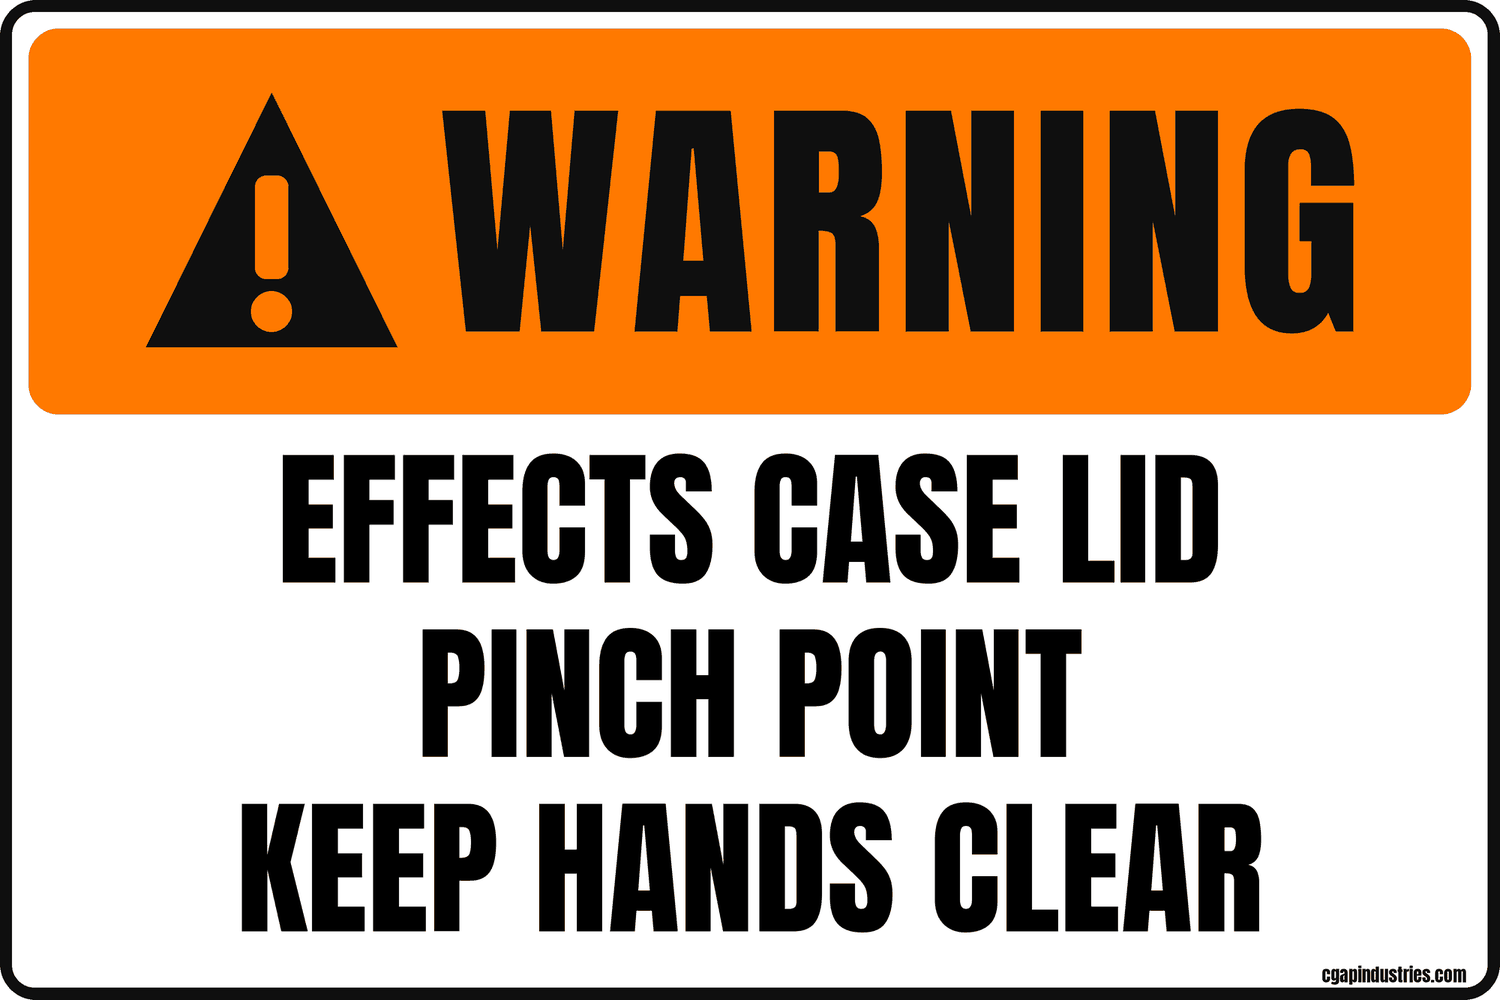 WARNING
EFFECTS CASE LID
PINCH POINT
KEEP HANDS CLEAR
cgapindustries.com